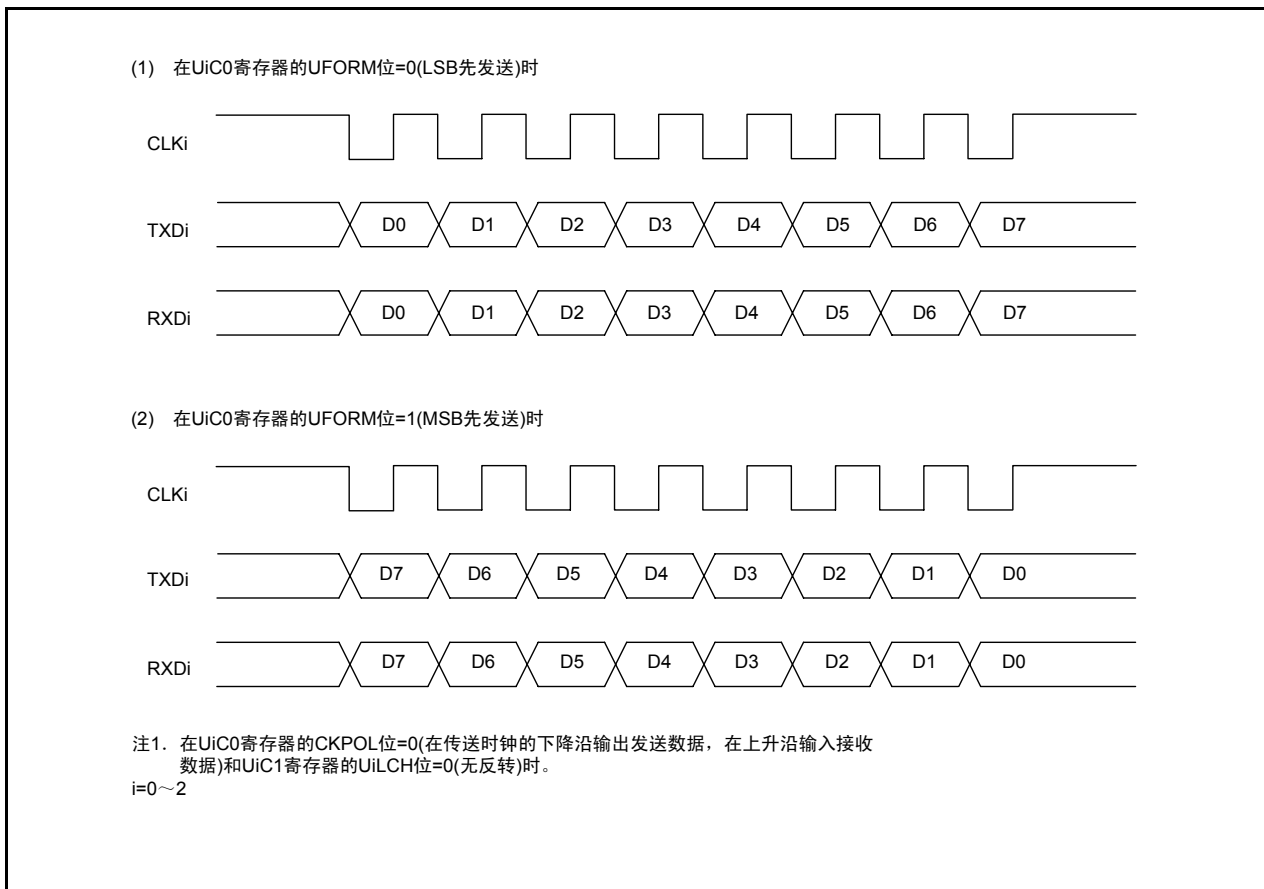 (1) 在UiC0寄存器的UFORM位=0(LSB先发送)时
CLKi
TXDi D0 D1 D2 D3 D4 D5 D6 D7
RXDi D0 D1 D2 D3 D4 D5 D6 D7
(2) 在UiC0寄存器的UFORM位=1(MSB先发送)时
CLKi
TXDi D7 D6 D5 D4 D3 D2 D1 D0
RXDi D7 D6 D5 D4 D3 D2 D1 D0
注1. 在UiC0寄存器的CKPOL位=0(在传送时钟的下降沿输出发送数据，在上升沿输入接收
数据)和UiC1寄存器的UiLCH位=0(无反转)时。
i=0～2